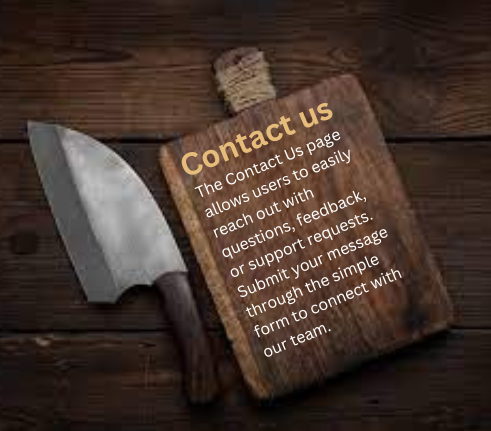 Contact us
The Contact Us page
allows users to easily
reach out with
questions, feedback,
or support requests.
Submit your message
through the simple
form to connect with
our team.